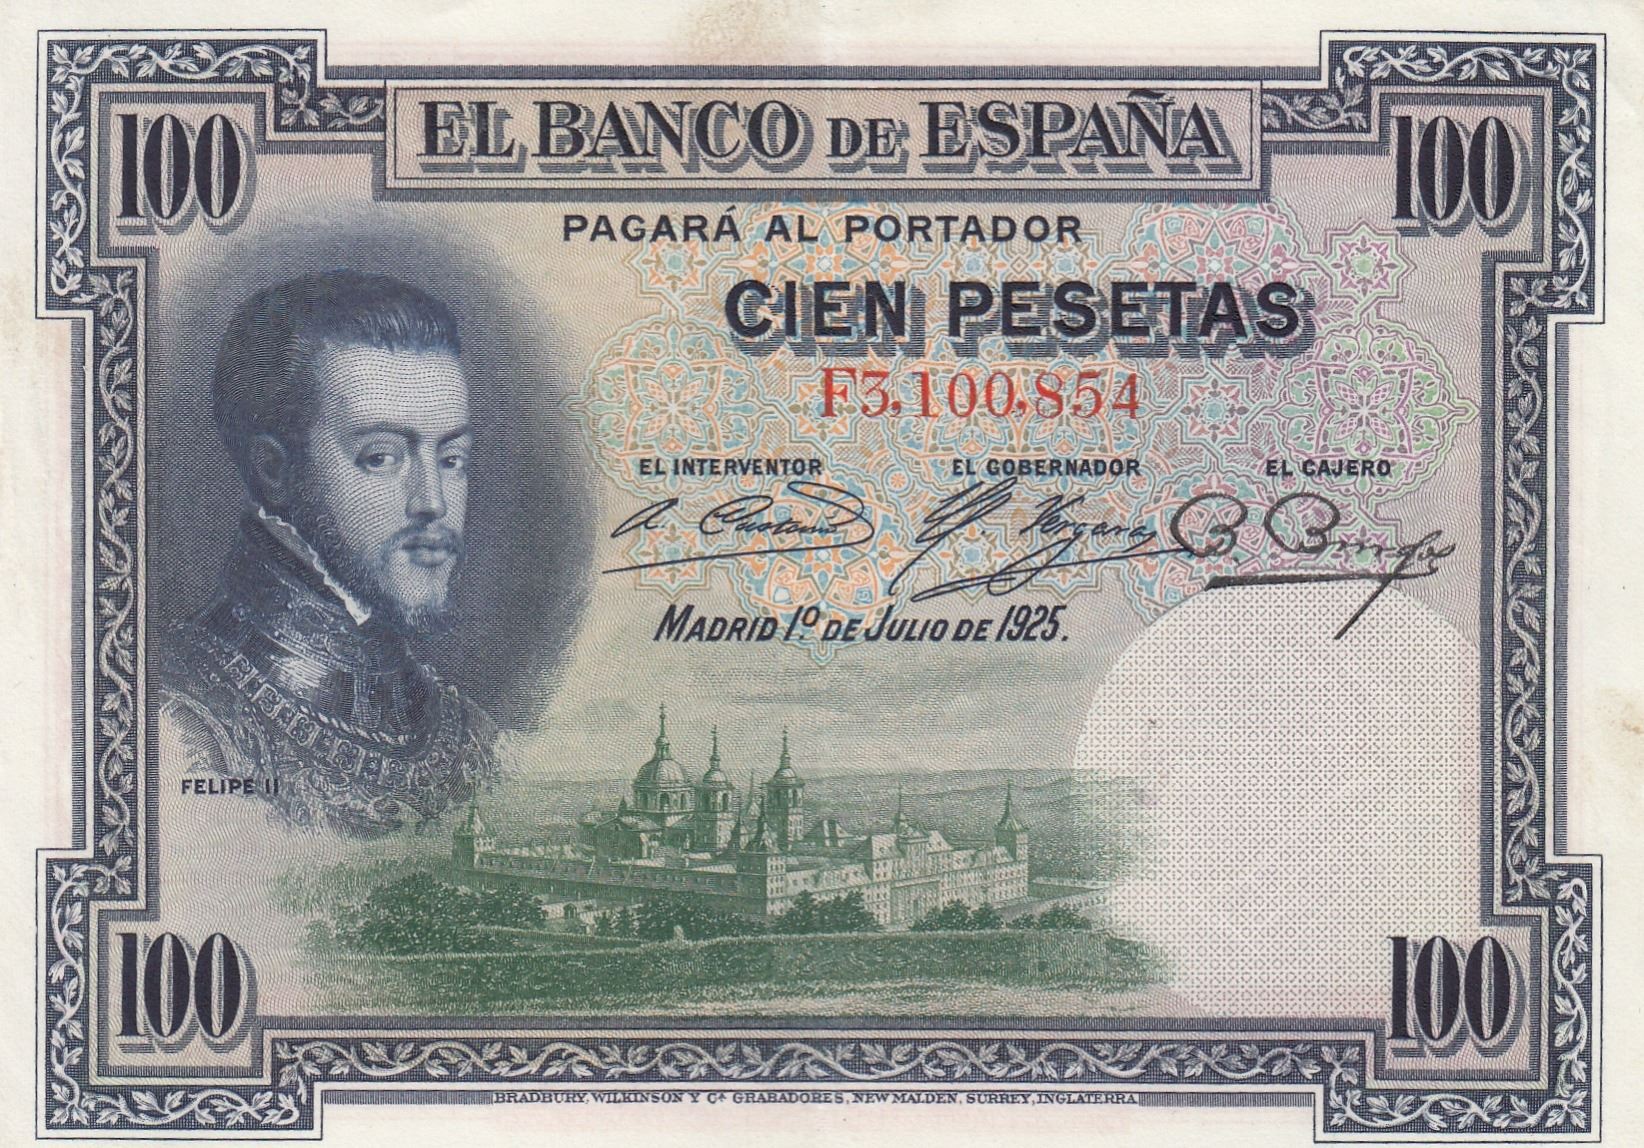 100
EL BANCO DE ESPAÑA
100
PAGARÁ AL PORTADOR
CIEN PESETAS
F3,100,854
EL INTERVENTOR EL GOBERNADOR EL CAJERO
MADRID 1º DE JULIO DE 1925.
FELIPE II
100
100
BRADBURY, WILKINSON Y Cª GRABADORES, NEW MALDEN, SURREY, INGLATERRA